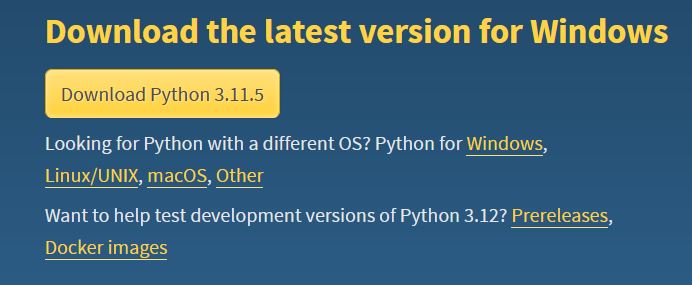 Download the latest version for Windows
Download Python 3.11.5
Looking for Python with a different OS? Python for Windows,
Linux/UNIX, macOS, Other
Want to help test development versions of Python 3.12? Prereleases,
Docker images